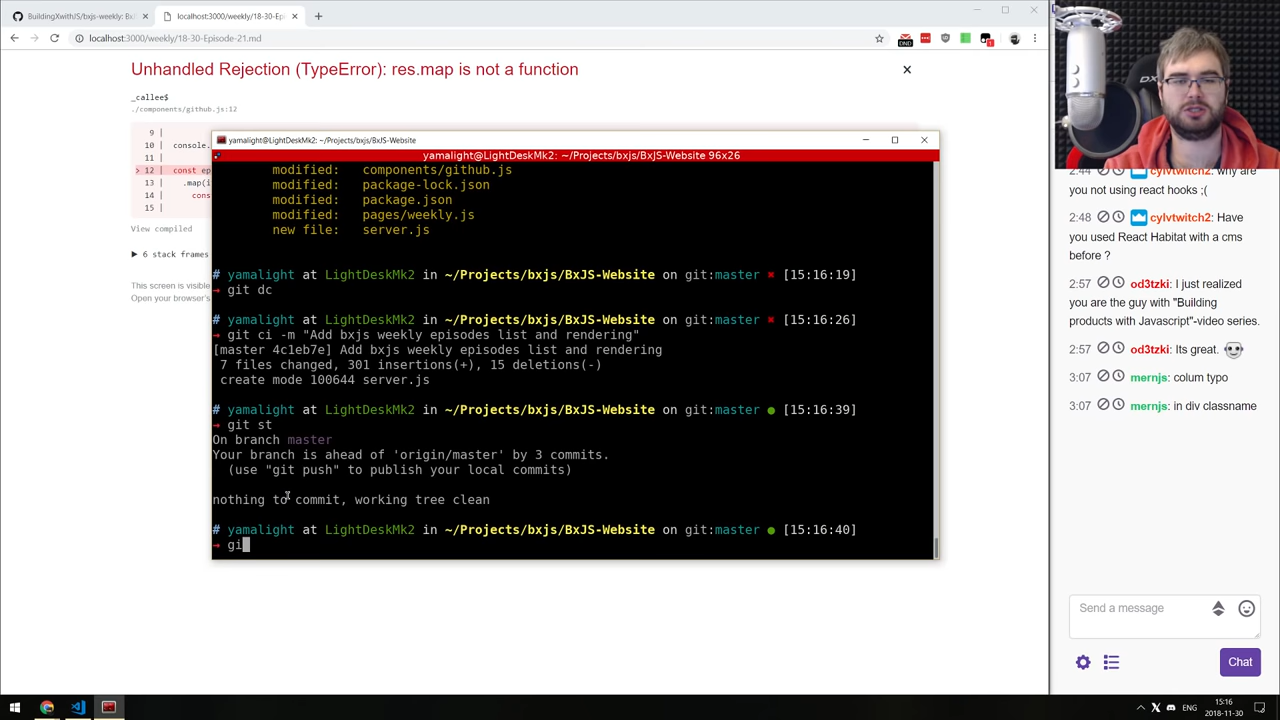 BuildingXwithJS/bxjs-weekly: Bx
localhost:3000/weekly/18-30-Epi
localhost:3000/weekly/18-30-Episode-21.md
DND
1
Unhandled Rejection (TypeError): res.map is not a function
_callee$
./components/github.js:12
9 |
10 | console.
11 |
> 12 | const ep
13 | .map(i
14 | cons
15 |
View compiled
▶ 6 stack frames
This screen is visible
Open your browser's
yamalight@LightDeskMk2: ~/Projects/bxjs/BxJS-Website
yamalight@LightDeskMk2: ~/Projects/bxjs/BxJS-Website 96x26
modified: components/github.js
modified: package-lock.json
modified: package.json
modified: pages/weekly.js
new file: server.js
# yamalight at LightDeskMk2 in ~/Projects/bxjs/BxJS-Website on git:master ✖ [15:16:19]
→ git dc
# yamalight at LightDeskMk2 in ~/Projects/bxjs/BxJS-Website on git:master ✖ [15:16:26]
→ git ci -m "Add bxjs weekly episodes list and rendering"
[master 4c1eb7e] Add bxjs weekly episodes list and rendering
7 files changed, 301 insertions(+), 15 deletions(-)
create mode 100644 server.js
# yamalight at LightDeskMk2 in ~/Projects/bxjs/BxJS-Website on git:master ● [15:16:39]
→ git st
On branch master
Your branch is ahead of 'origin/master' by 3 commits.
(use "git push" to publish your local commits)
nothing to commit, working tree clean
# yamalight at LightDeskMk2 in ~/Projects/bxjs/BxJS-Website on git:master ● [15:16:40]
→ gi
DX
2:44 cylvtwitch2: why are
you not using react hooks ;(
2:48 cylvtwitch2: Have
you used React Habitat with a cms
before ?
2:57 od3tzki: I just realized
you are the guy with "Building
products with Javascript"-video series.
2:57 od3tzki: Its great.
3:07 mernjs: colum typo
3:07 mernjs: in div classname
Send a message
Chat
ENG
15:16
2018-11-30